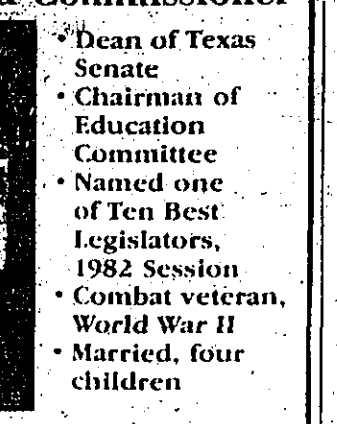 Commissioner
• Dean of Texas
Senate
• Chairman of
Education
Committee
• Named one
of Ten Best
Legislators,
1982 Session
• Combat veteran,
World War II
• Married, four
children